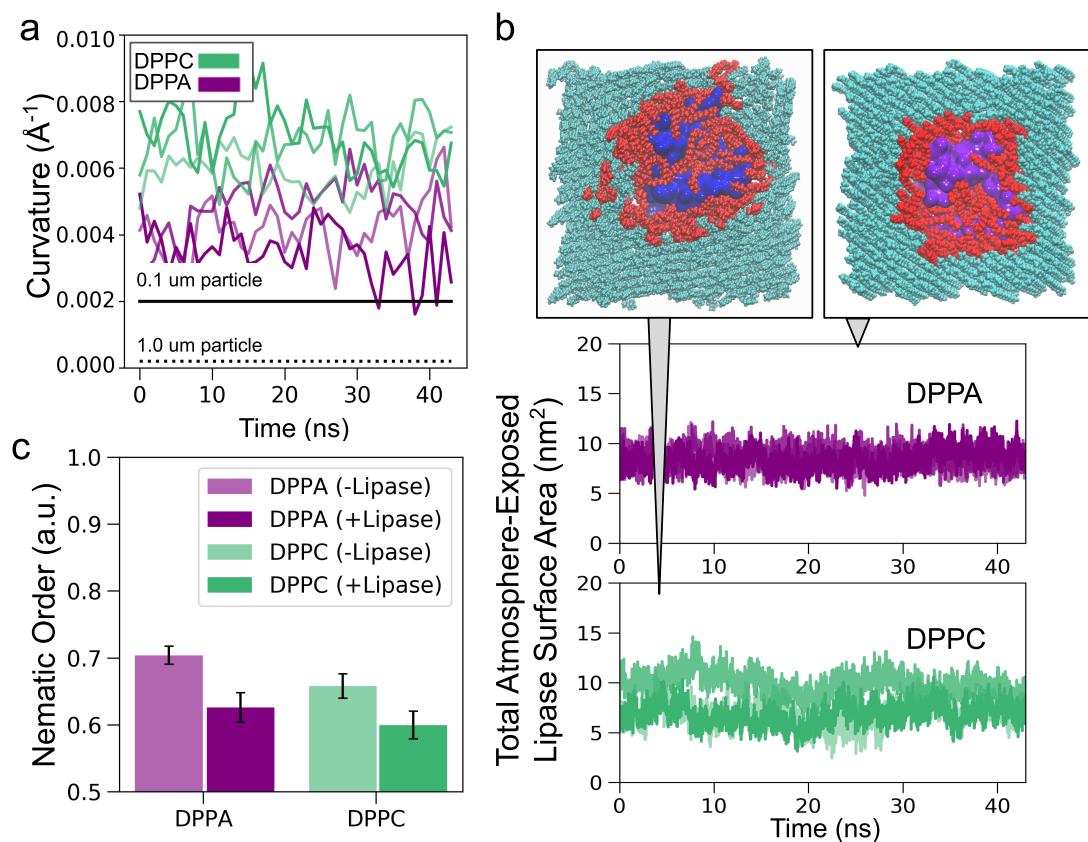 a
Curvature (Å⁻¹)
0.010
0.008
0.006
0.004
0.002
0.000
DPPC
DPPA
0.1 um particle
1.0 um particle
0
10
20
30
40
Time (ns)
b
Total Atmosphere-Exposed
Lipase Surface Area (nm²)
20
15
10
5
0
DPPA
0
10
20
30
40
20
15
10
5
0
DPPC
0
10
20
30
40
Time (ns)
c
Nematic Order (a.u.)
1.0
0.9
0.8
0.7
0.6
0.5
DPPA (-Lipase)
DPPA (+Lipase)
DPPC (-Lipase)
DPPC (+Lipase)
DPPA
DPPC